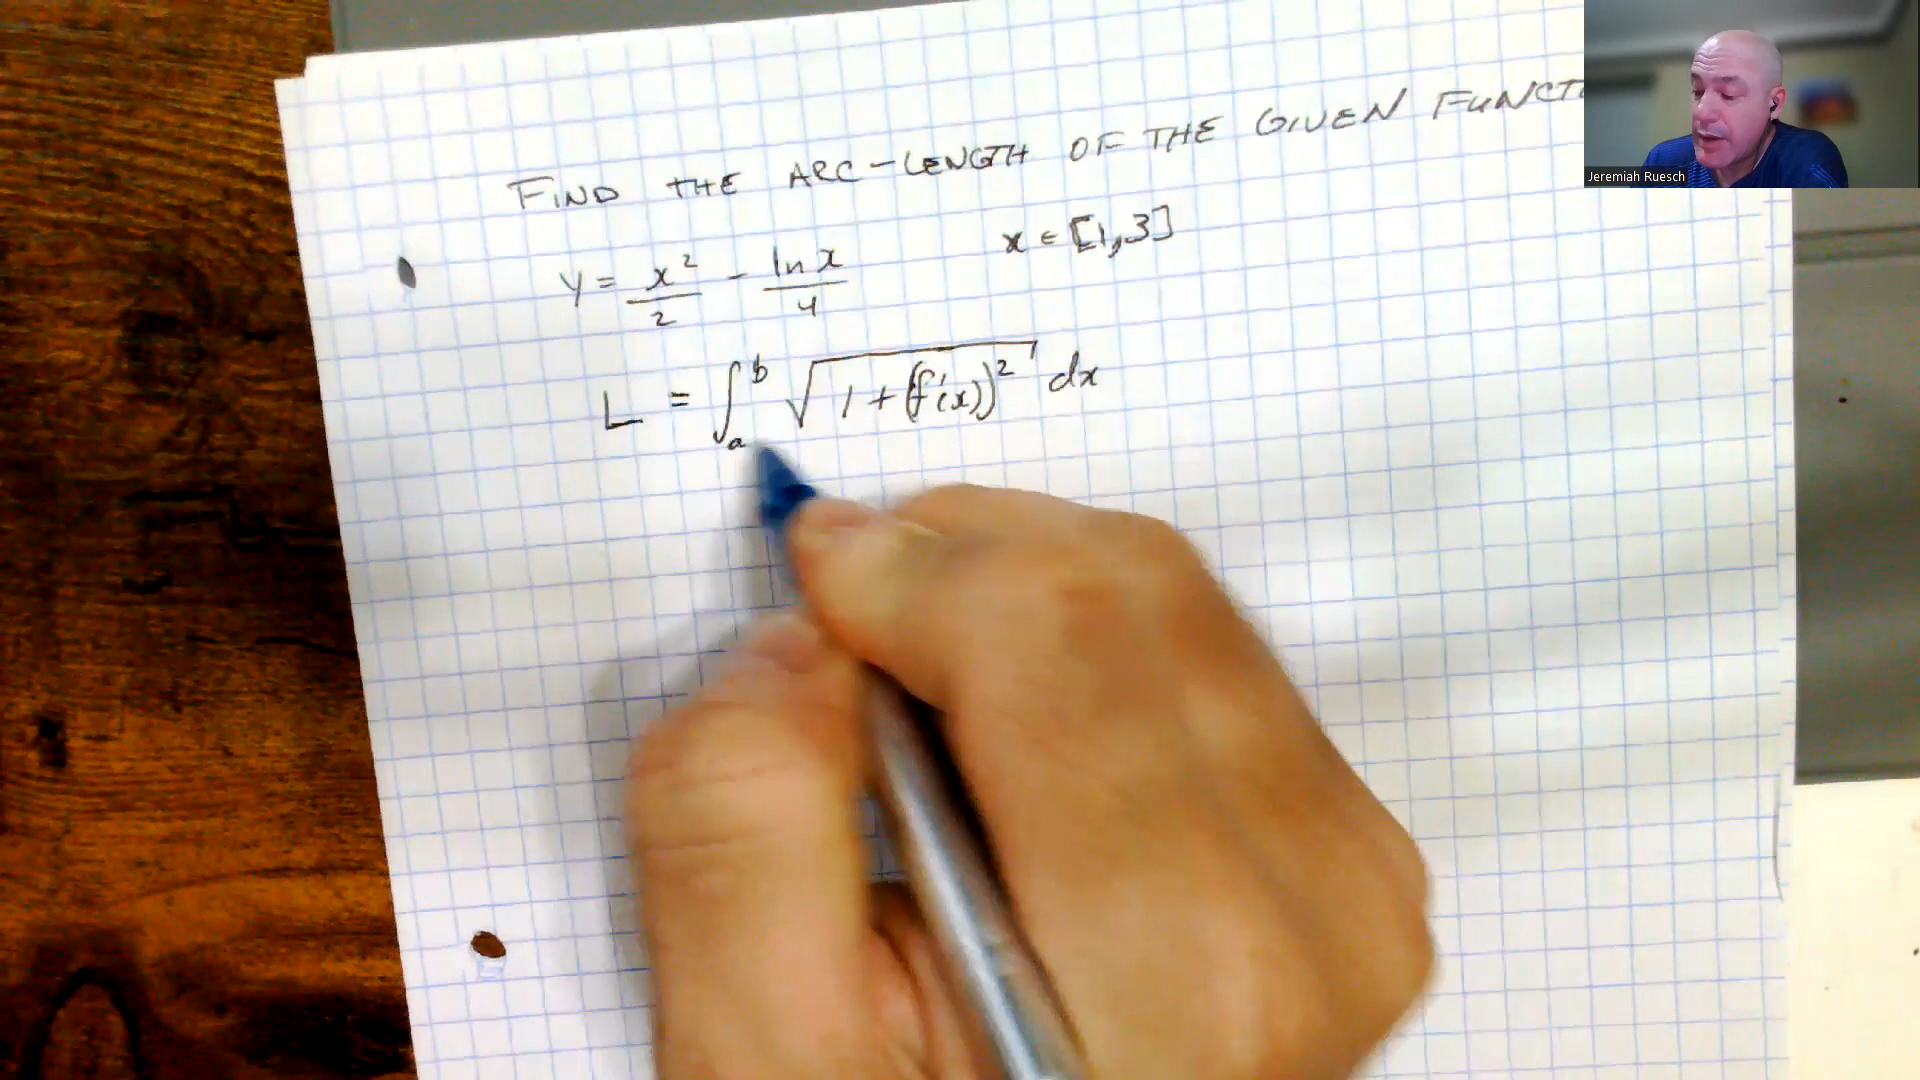 FIND THE ARC-LENGTH OF THE GIVEN FUNCT
y = x²/2 - ln x/4 x ∈ [1,3]
L = ∫ₐᵇ √(1 + (f'(x))²) dx
Jeremiah Ruesch